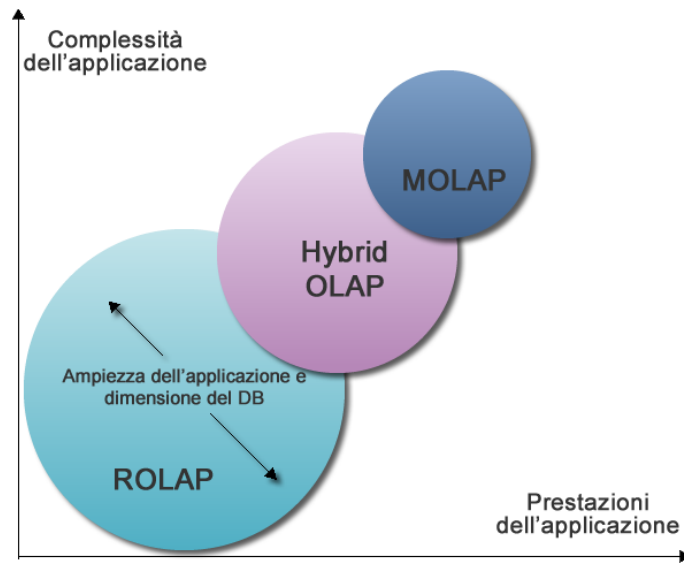 Complessità
dell'applicazione
MOLAP
Hybrid
OLAP
Ampiezza dell'applicazione e
dimensione del DB
ROLAP
Prestazioni
dell'applicazione